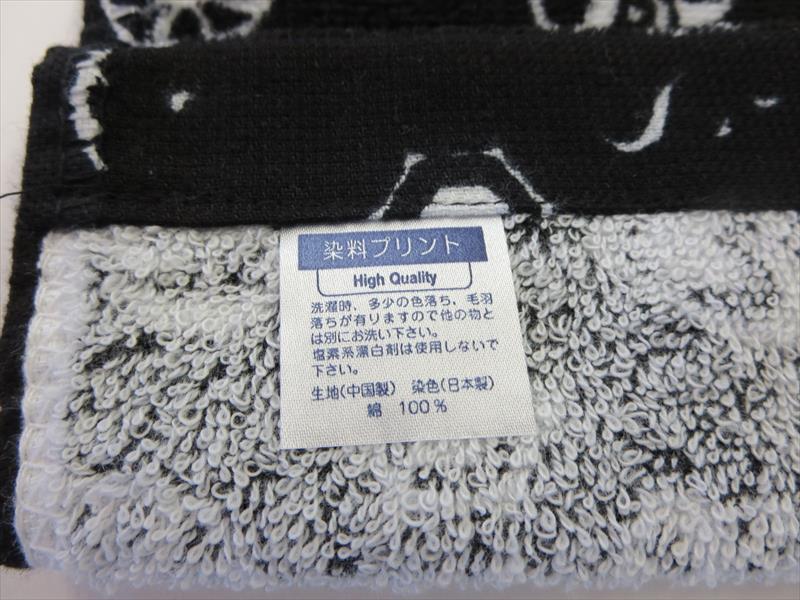 染料プリント
High Quality
洗濯時、多少の色落ち、毛羽
落ちが有りますので他の物と
は別にお洗い下さい。
塩素系漂白剤は使用しないで
下さい。
生地(中国製) 染色(日本製)
綿 100%